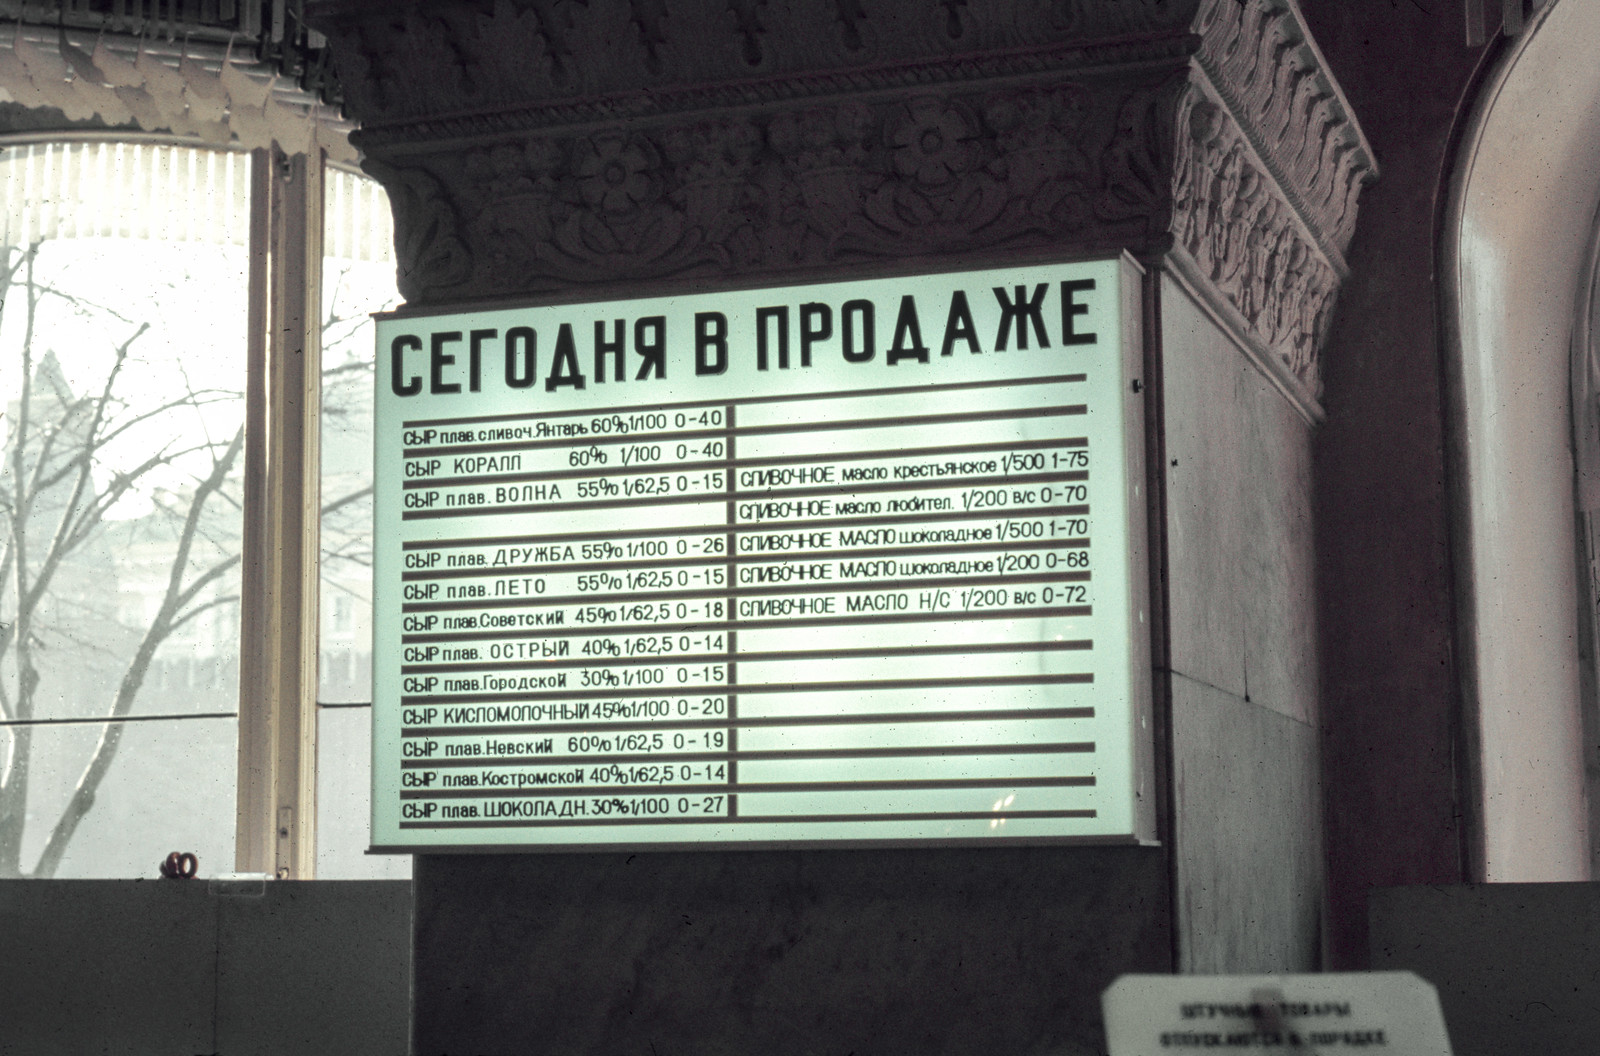 СЕГОДНЯ В ПРОДАЖЕ
СЫР плав.сливоч.Янтарь 60% 1/100 0-40
СЫР КОРАЛЛ 60% 1/100 0-40
СЫР плав. ВОЛНА 55% 1/62,5 0-15
СЫР плав. ДРУЖБА 55% 1/100 0-26
СЫР плав. ЛЕТО 55% 1/62,5 0-15
СЫР плав.Советский 45% 1/62,5 0-18
СЫР плав. ОСТРЫЙ 40% 1/62,5 0-14
СЫР плав.Городской 30% 1/100 0-15
СЫР КИСЛОМОЛОЧНЫЙ 45% 1/100 0-20
СЫР плав.Невский 60% 1/62,5 0-19
СЫР плав.Костромской 40% 1/62,5 0-14
СЫР плав. ШОКОЛАДН. 30% 1/100 0-27
СЛИВОЧНОЕ масло крестьянское 1/500 1-75
СЛИВОЧНОЕ масло любител. 1/200 в/с 0-70
СЛИВОЧНОЕ МАСЛО шоколадное 1/500 1-70
СЛИВОЧНОЕ МАСЛО шоколадное 1/200 0-68
СЛИВОЧНОЕ МАСЛО Н/С 1/200 в/с 0-72
ШТУЧНЫЕ ТОВАРЫ
ОТПУСКАЮТСЯ В ПОРЯДКЕ